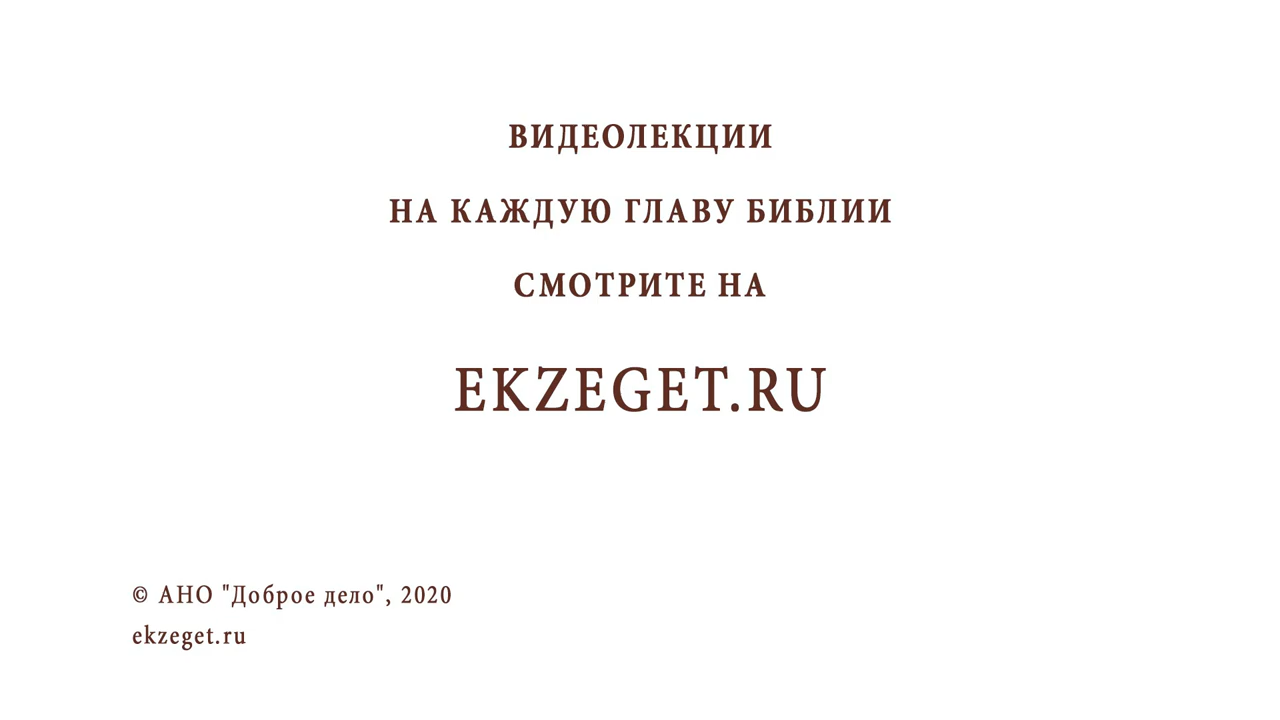 ВИДЕОЛЕКЦИИ
НА КАЖДУЮ ГЛАВУ БИБЛИИ
СМОТРИТЕ НА
EKZEGET.RU
© АНО "Доброе дело", 2020
ekzeget.ru